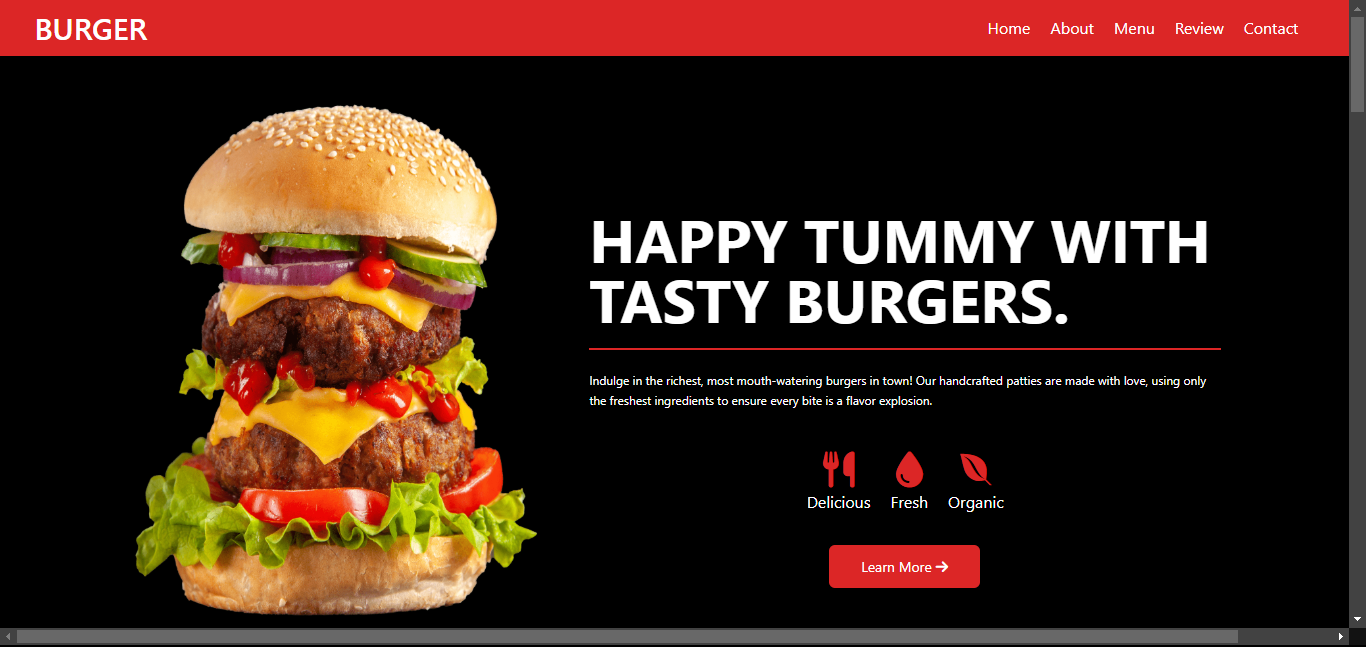 BURGER
Home About Menu Review Contact
HAPPY TUMMY WITH
TASTY BURGERS.
Indulge in the richest, most mouth-watering burgers in town! Our handcrafted patties are made with love, using only
the freshest ingredients to ensure every bite is a flavor explosion.
Delicious Fresh Organic
Learn More